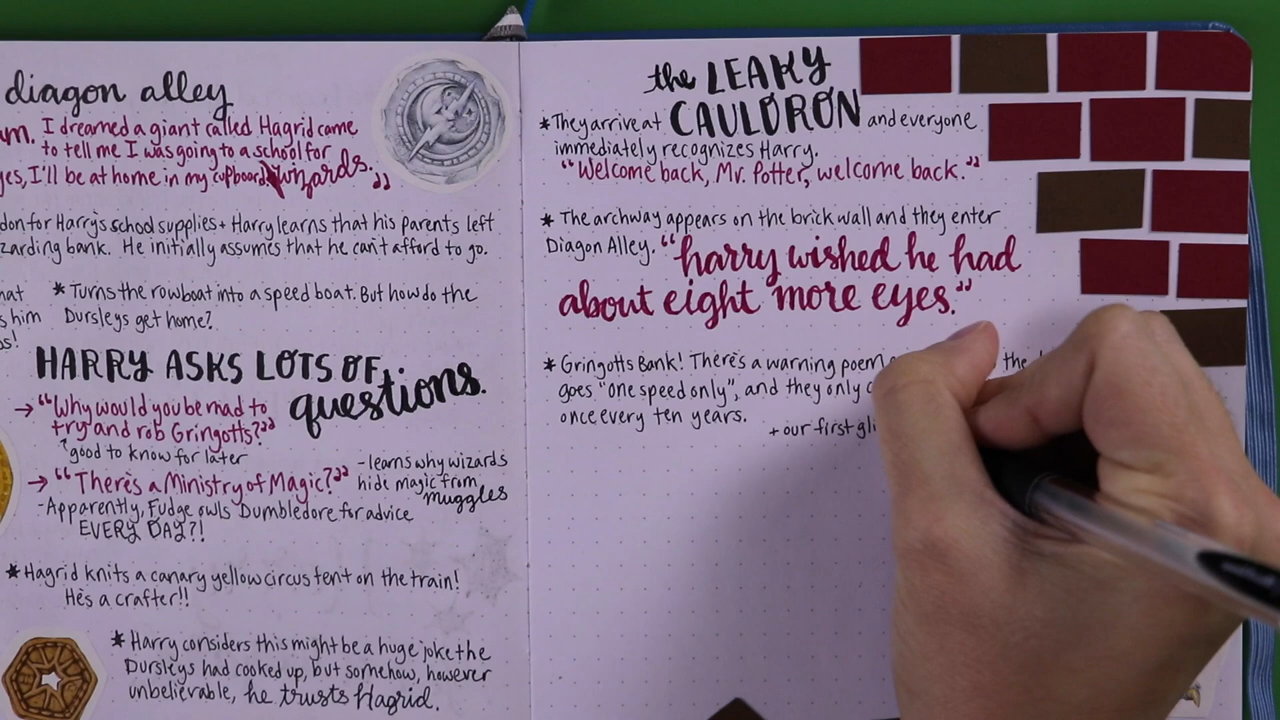 diagon alley
I dreamed a giant called Hagrid came
to tell me I was going to a school for
yes, I'll be at home in my cupboard. wizards."
don for Harry's school supplies + Harry learns that his parents left
zarding bank. He initially assumes that he can't afford to go.
* Turns the rowboat into a speed boat. But how do the
s him Dursleys get home?
HARRY ASKS LOTS OF
questions.
→ "Why would you be mad to
try and rob Gringotts?"
good to know for later
→ "There's a Ministry of Magic?"
- learns why wizards
hide magic from
muggles
- Apparently, Fudge owls Dumbledore for advice
EVERY DAY?!
* Hagrid knits a canary yellow circus tent on the train!
He's a crafter!!
* Harry considers this might be a huge joke the
Dursleys had cooked up, but somehow, however
unbelievable, he trusts Hagrid.
the LEAKY
CAULDRON
* They arrive at and everyone
immediately recognizes Harry.
"Welcome back, Mr. Potter, welcome back."
* The archway appears on the brick wall and they enter
Diagon Alley. "harry wished he had
about eight more eyes."
* Gringotts Bank! There's a warning poem the
goes "one speed only", and they only
once every ten years.
+ our first gli